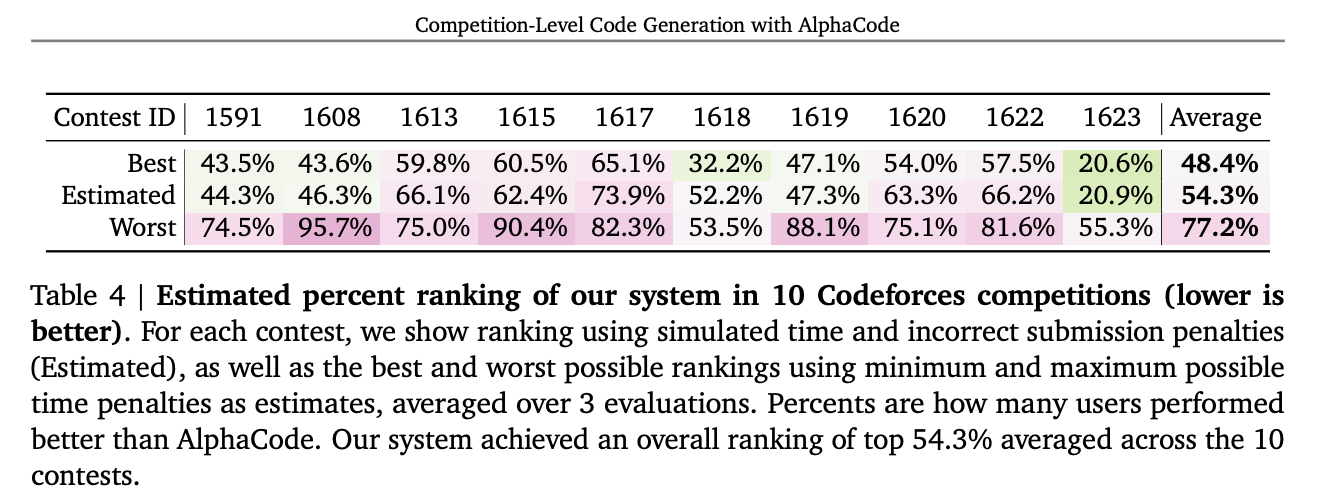 Competition-Level Code Generation with AlphaCode
Contest ID 1591 1608 1613 1615 1617 1618 1619 1620 1622 1623 Average
Best 43.5% 43.6% 59.8% 60.5% 65.1% 32.2% 47.1% 54.0% 57.5% 20.6% 48.4%
Estimated 44.3% 46.3% 66.1% 62.4% 73.9% 52.2% 47.3% 63.3% 66.2% 20.9% 54.3%
Worst 74.5% 95.7% 75.0% 90.4% 82.3% 53.5% 88.1% 75.1% 81.6% 55.3% 77.2%
Table 4 | Estimated percent ranking of our system in 10 Codeforces competitions (lower is
better). For each contest, we show ranking using simulated time and incorrect submission penalties
(Estimated), as well as the best and worst possible rankings using minimum and maximum possible
time penalties as estimates, averaged over 3 evaluations. Percents are how many users performed
better than AlphaCode. Our system achieved an overall ranking of top 54.3% averaged across the 10
contests.